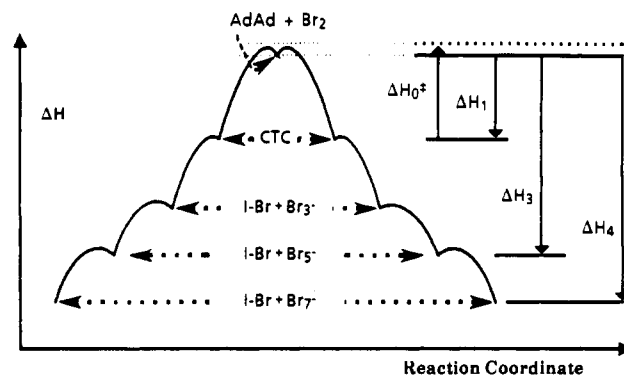 AdAd + Br₂
ΔH
ΔH₀‡
ΔH₁
CTC
ΔH₃
I-Br + Br₃-
ΔH₄
I-Br + Br₅-
I-Br + Br₇-
Reaction Coordinate